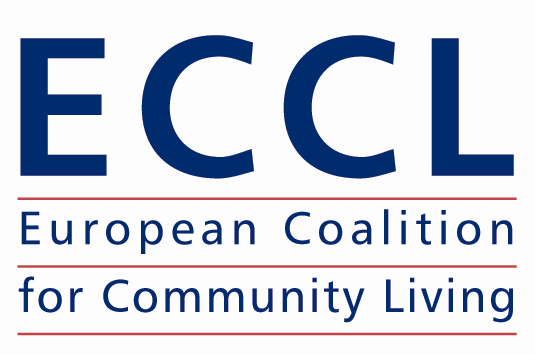 ECCL
European Coalition
for Community Living